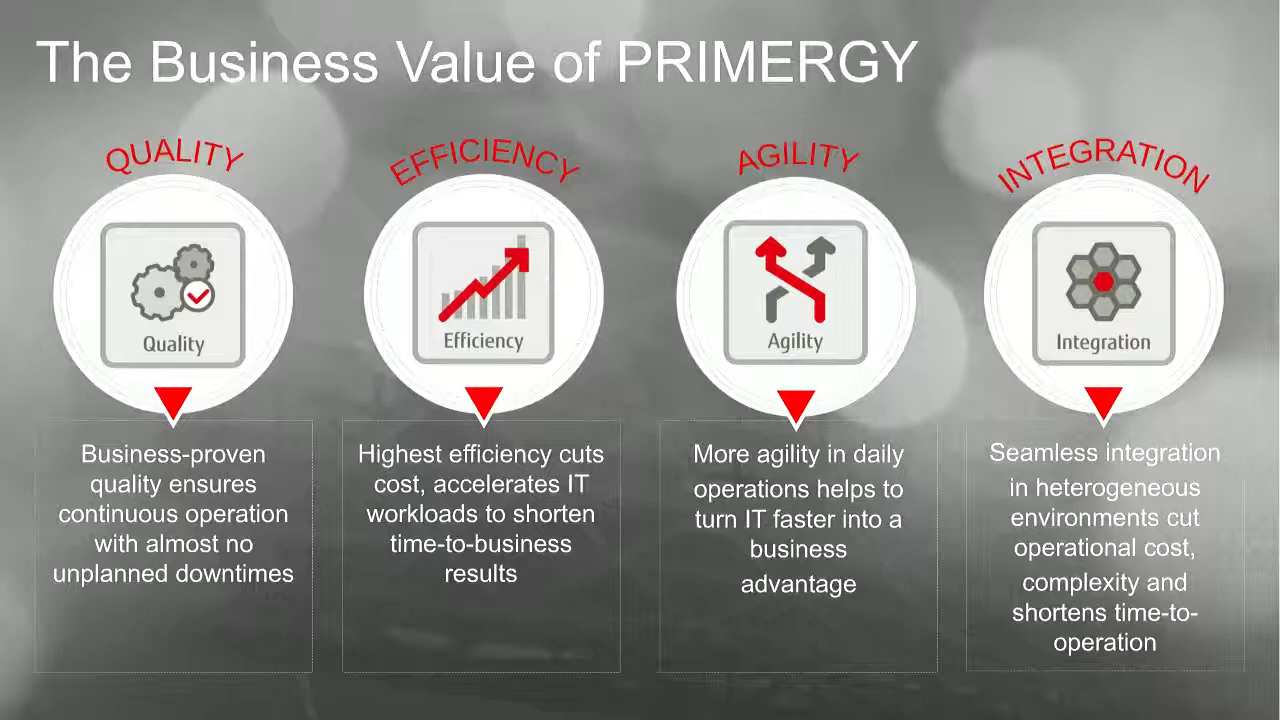 The Business Value of PRIMERGY
QUALITY
Quality
Business-proven
quality ensures
continuous operation
with almost no
unplanned downtimes
EFFICIENCY
Efficiency
Highest efficiency cuts
cost, accelerates IT
workloads to shorten
time-to-business
results
AGILITY
Agility
More agility in daily
operations helps to
turn IT faster into a
business
advantage
INTEGRATION
Integration
Seamless integration
in heterogeneous
environments cut
operational cost,
complexity and
shortens time-to-
operation